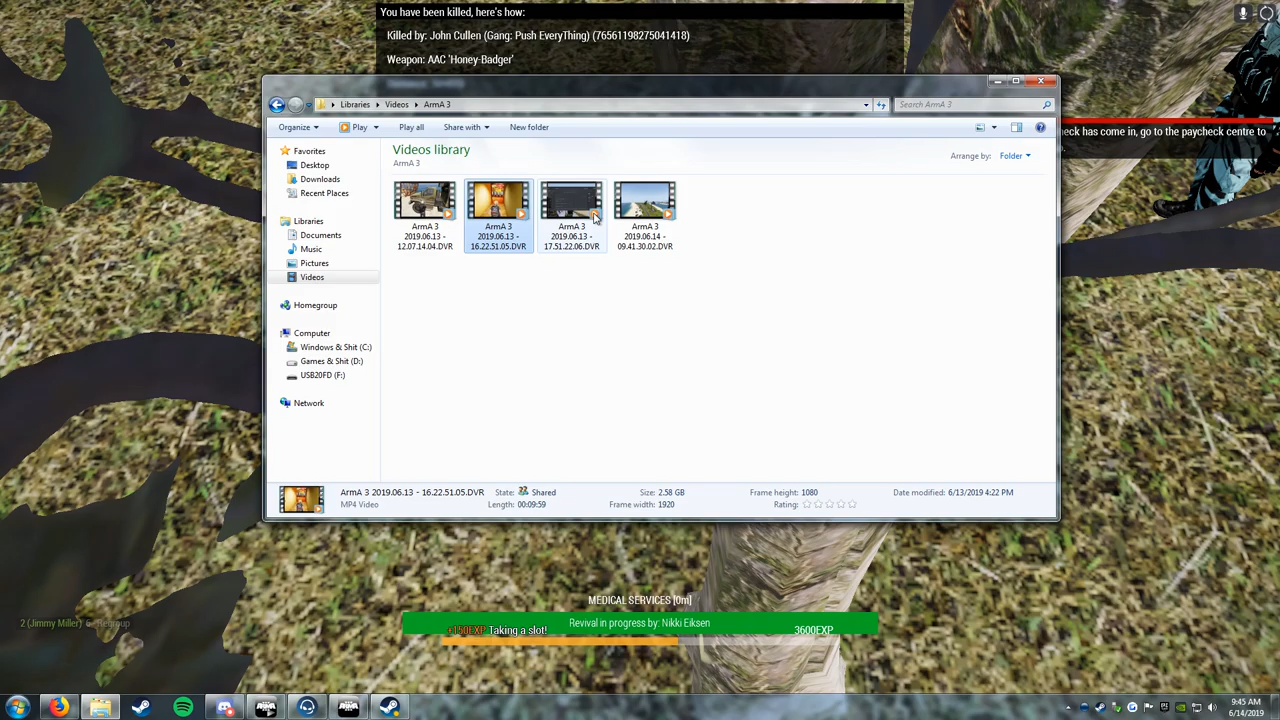 You have been killed, here's how:
Killed by: John Cullen (Gang: Push EveryThing) (76561198275041418)
Weapon: AAC 'Honey-Badger'
Libraries
Videos
ArmA 3
Search ArmA 3
Organize
Play
Play all
Share with
New folder
eck has come in, go to the paycheck centre to
Favorites
Desktop
Downloads
Recent Places
Libraries
Documents
Music
Pictures
Videos
Homegroup
Computer
Windows & Shit (C:)
Games & Shit (D:)
USB20FD (F:)
Network
Videos library
ArmA 3
Arrange by: Folder
ArmA 3
2019.06.13 -
12.07.14.04.DVR
ArmA 3
2019.06.13 -
16.22.51.05.DVR
ArmA 3
2019.06.13 -
17.51.22.06.DVR
ArmA 3
2019.06.14 -
09.41.30.02.DVR
ArmA 3 2019.06.13 - 16.22.51.05.DVR
MP4 Video
State: Shared
Length: 00:09:59
Size: 2.58 GB
Frame width: 1920
Frame height: 1080
Rating:
Date modified: 6/13/2019 4:22 PM
MEDICAL SERVICES [0m]
Revival in progress by: Nikki Eiksen
+150EXP Taking a slot!
3600EXP
2 (Jimmy Miller) 6 - Regroup
9:45 AM
6/14/2019